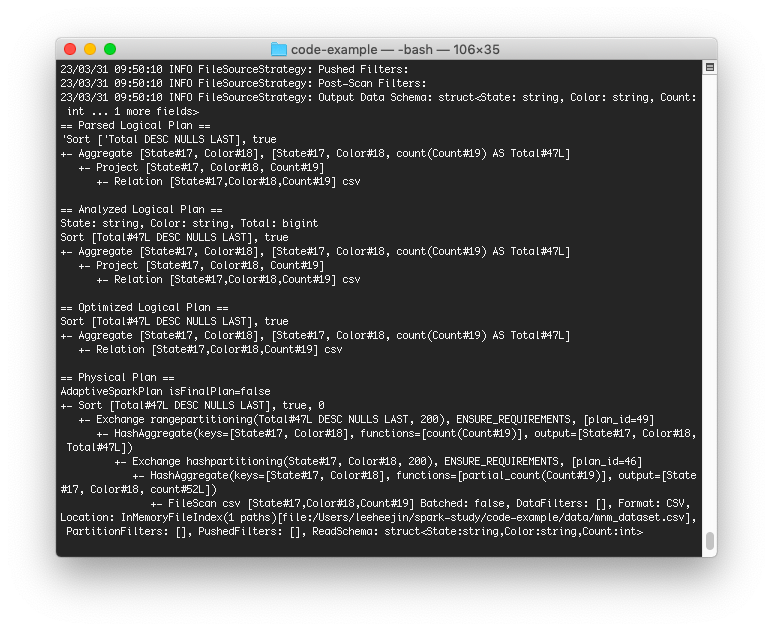 code-example — -bash — 106×35
23/03/31 09:50:10 INFO FileSourceStrategy: Pushed Filters:
23/03/31 09:50:10 INFO FileSourceStrategy: Post-Scan Filters:
23/03/31 09:50:10 INFO FileSourceStrategy: Output Data Schema: struct<State: string, Color: string, Count:
 int ... 1 more fields>
== Parsed Logical Plan ==
'Sort ['Total DESC NULLS LAST], true
+- Aggregate [State#17, Color#18], [State#17, Color#18, count(Count#19) AS Total#47L]
   +- Project [State#17, Color#18, Count#19]
      +- Relation [State#17,Color#18,Count#19] csv

== Analyzed Logical Plan ==
State: string, Color: string, Total: bigint
Sort [Total#47L DESC NULLS LAST], true
+- Aggregate [State#17, Color#18], [State#17, Color#18, count(Count#19) AS Total#47L]
   +- Project [State#17, Color#18, Count#19]
      +- Relation [State#17,Color#18,Count#19] csv

== Optimized Logical Plan ==
Sort [Total#47L DESC NULLS LAST], true
+- Aggregate [State#17, Color#18], [State#17, Color#18, count(Count#19) AS Total#47L]
   +- Relation [State#17,Color#18,Count#19] csv

== Physical Plan ==
AdaptiveSparkPlan isFinalPlan=false
+- Sort [Total#47L DESC NULLS LAST], true, 0
   +- Exchange rangepartitioning(Total#47L DESC NULLS LAST, 200), ENSURE_REQUIREMENTS, [plan_id=49]
      +- HashAggregate(keys=[State#17, Color#18], functions=[count(Count#19)], output=[State#17, Color#18,
 Total#47L])
         +- Exchange hashpartitioning(State#17, Color#18, 200), ENSURE_REQUIREMENTS, [plan_id=46]
            +- HashAggregate(keys=[State#17, Color#18], functions=[partial_count(Count#19)], output=[State
#17, Color#18, count#52L])
               +- FileScan csv [State#17,Color#18,Count#19] Batched: false, DataFilters: [], Format: CSV,
Location: InMemoryFileIndex(1 paths)[file:/Users/leeheejin/spark-study/code-example/data/mnm_dataset.csv],
 PartitionFilters: [], PushedFilters: [], ReadSchema: struct<State:string,Color:string,Count:int>